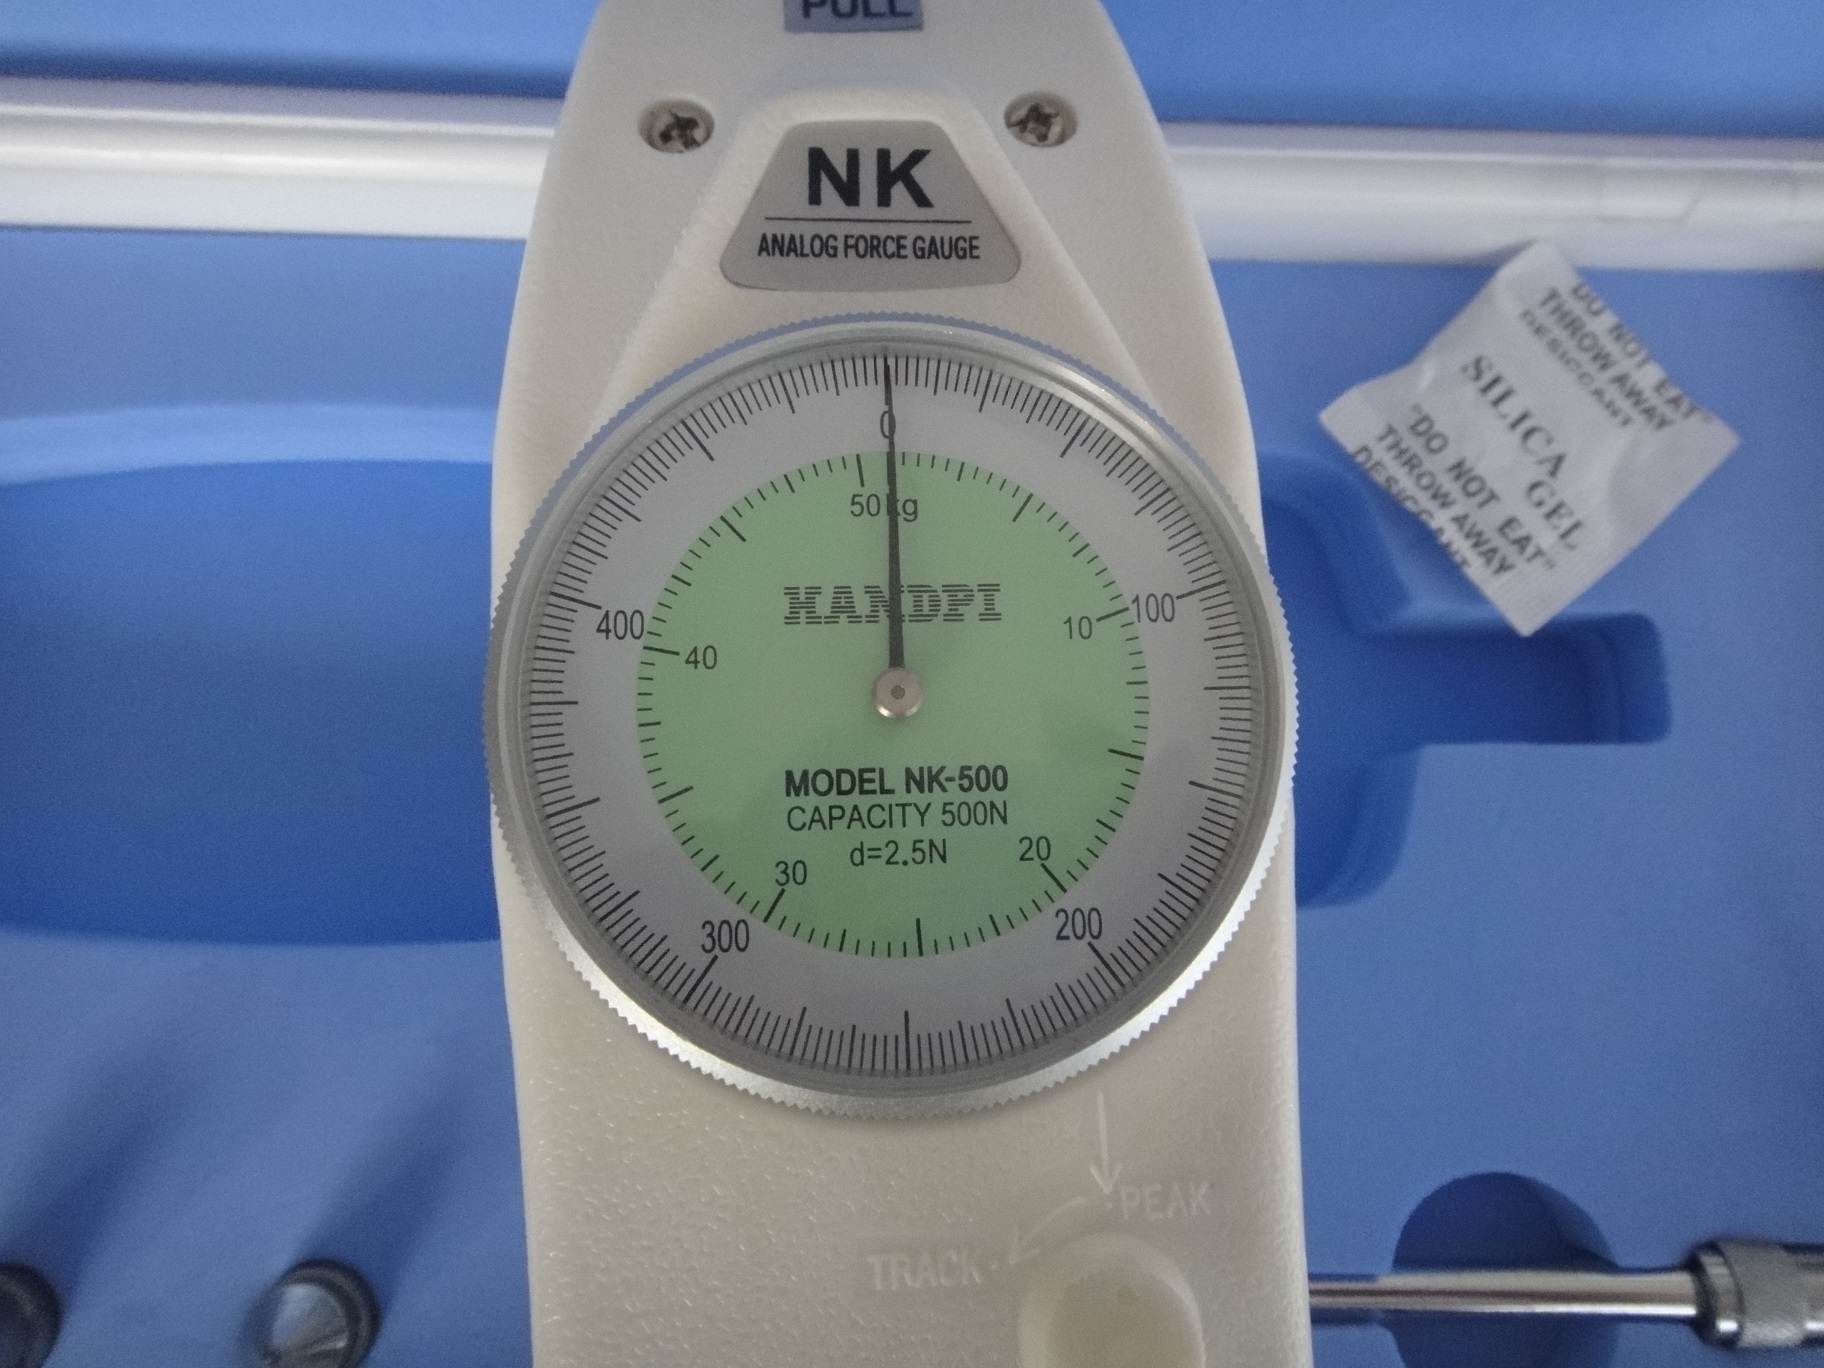 PULL
NK
ANALOG FORCE GAUGE
0
50kg
HANDPI
400
100
40
10
MODEL NK-500
CAPACITY 500N
d=2.5N
30
20
300
200
PEAK
TRACK
DO NOT EAT"
THROW AWAY
DESICCANT
SILICA GEL
"DO NOT EAT"
THROW AWAY
DESICCANT